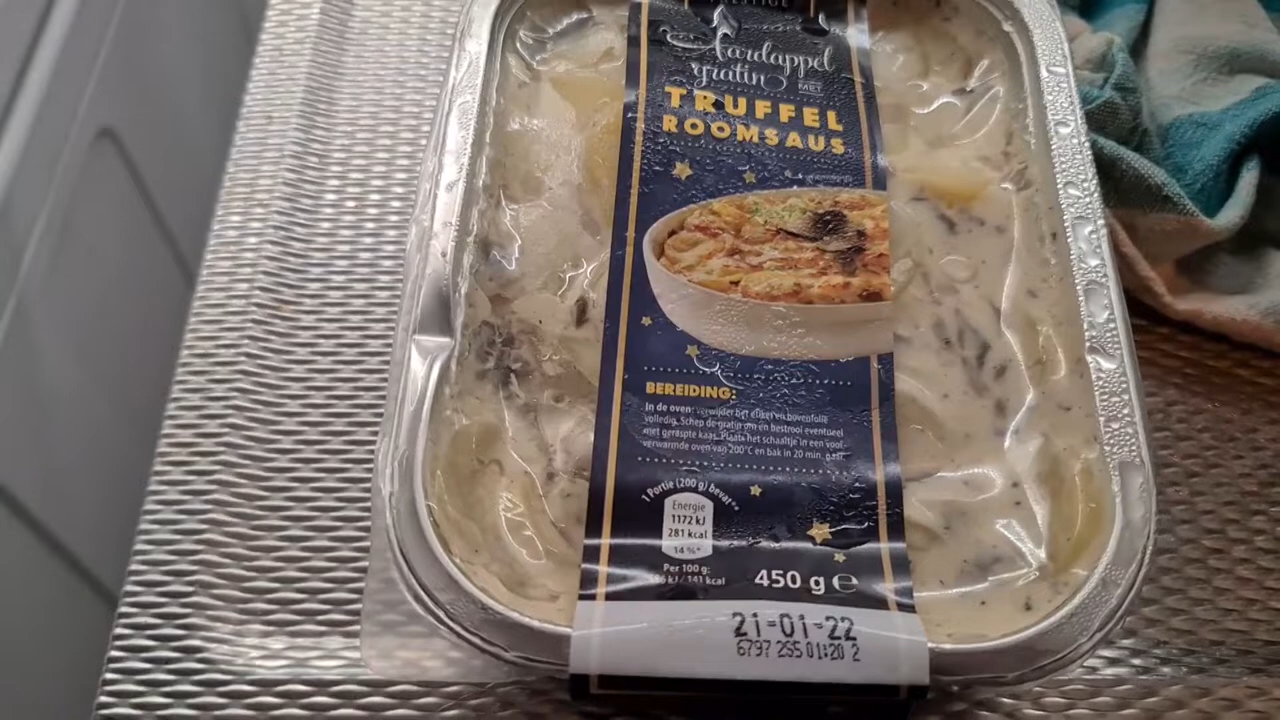 PRESTIGE
Aardappel
gratin MET
TRUFFEL
ROOMSAUS
BEREIDING:
In de oven: verwijder het etiket en bovenfolie
volledig. Schep de gratin om en bestrooi eventueel
met geraspte kaas. Plaats het schaaltje in een voor-
verwarmde oven van 200°C en bak in 20 min. gaar.
1 Portie (200 g) bevat**
Energie
1172 kJ
281 kcal
14 %*
Per 100 g:
kJ / 141 kcal
450 g e
21-01-22
6797 255 01:20 2